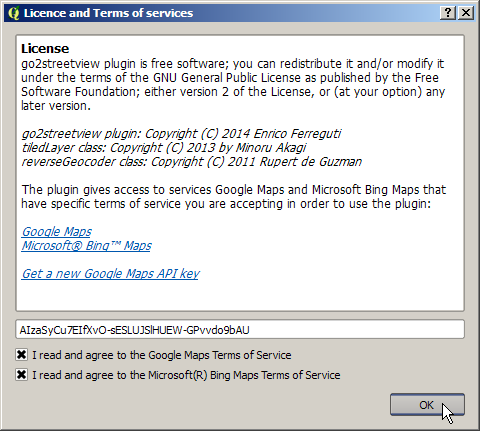 Licence and Terms of services
License
go2streetview plugin is free software; you can redistribute it and/or modify it
under the terms of the GNU General Public License as published by the Free
Software Foundation; either version 2 of the License, or (at your option) any
later version.
go2streetview plugin: Copyright (C) 2014 Enrico Ferreguti
tiledLayer class: Copyright (C) 2013 by Minoru Akagi
reverseGeocoder class: Copyright (C) 2011 Rupert de Guzman
The plugin gives access to services Google Maps and Microsoft Bing Maps that
have specific terms of service you are accepting in order to use the plugin:
Google Maps
Microsoft® Bing™ Maps
Get a new Google Maps API key
AIzaSyCu7EIfXvO-sESLUJSlHUEW-GPvvdo9bAU
I read and agree to the Google Maps Terms of Service
I read and agree to the Microsoft(R) Bing Maps Terms of Service
OK